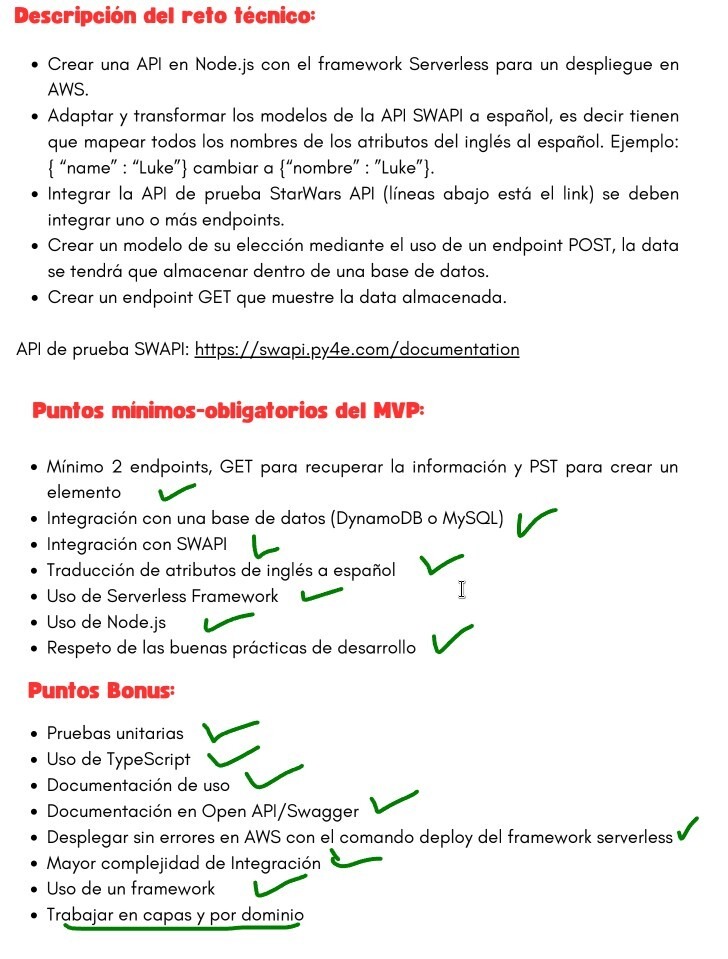 Descripción del reto técnico:
• Crear una API en Node.js con el framework Serverless para un despliegue en
AWS.
• Adaptar y transformar los modelos de la API SWAPI a español, es decir tienen
que mapear todos los nombres de los atributos del inglés al español. Ejemplo:
{ “name” : “Luke”} cambiar a {“nombre” : ”Luke”}.
• Integrar la API de prueba StarWars API (líneas abajo está el link) se deben
integrar uno o más endpoints.
• Crear un modelo de su elección mediante el uso de un endpoint POST, la data
se tendrá que almacenar dentro de una base de datos.
• Crear un endpoint GET que muestre la data almacenada.
API de prueba SWAPI: https://swapi.py4e.com/documentation
Puntos mínimos-obligatorios del MVP:
• Mínimo 2 endpoints, GET para recuperar la información y PST para crear un
elemento
• Integración con una base de datos (DynamoDB o MySQL)
• Integración con SWAPI
• Traducción de atributos de inglés a español
• Uso de Serverless Framework
• Uso de Node.js
• Respeto de las buenas prácticas de desarrollo
Puntos Bonus:
• Pruebas unitarias
• Uso de TypeScript
• Documentación de uso
• Documentación en Open API/Swagger
• Desplegar sin errores en AWS con el comando deploy del framework serverless
• Mayor complejidad de Integración
• Uso de un framework
• Trabajar en capas y por dominio